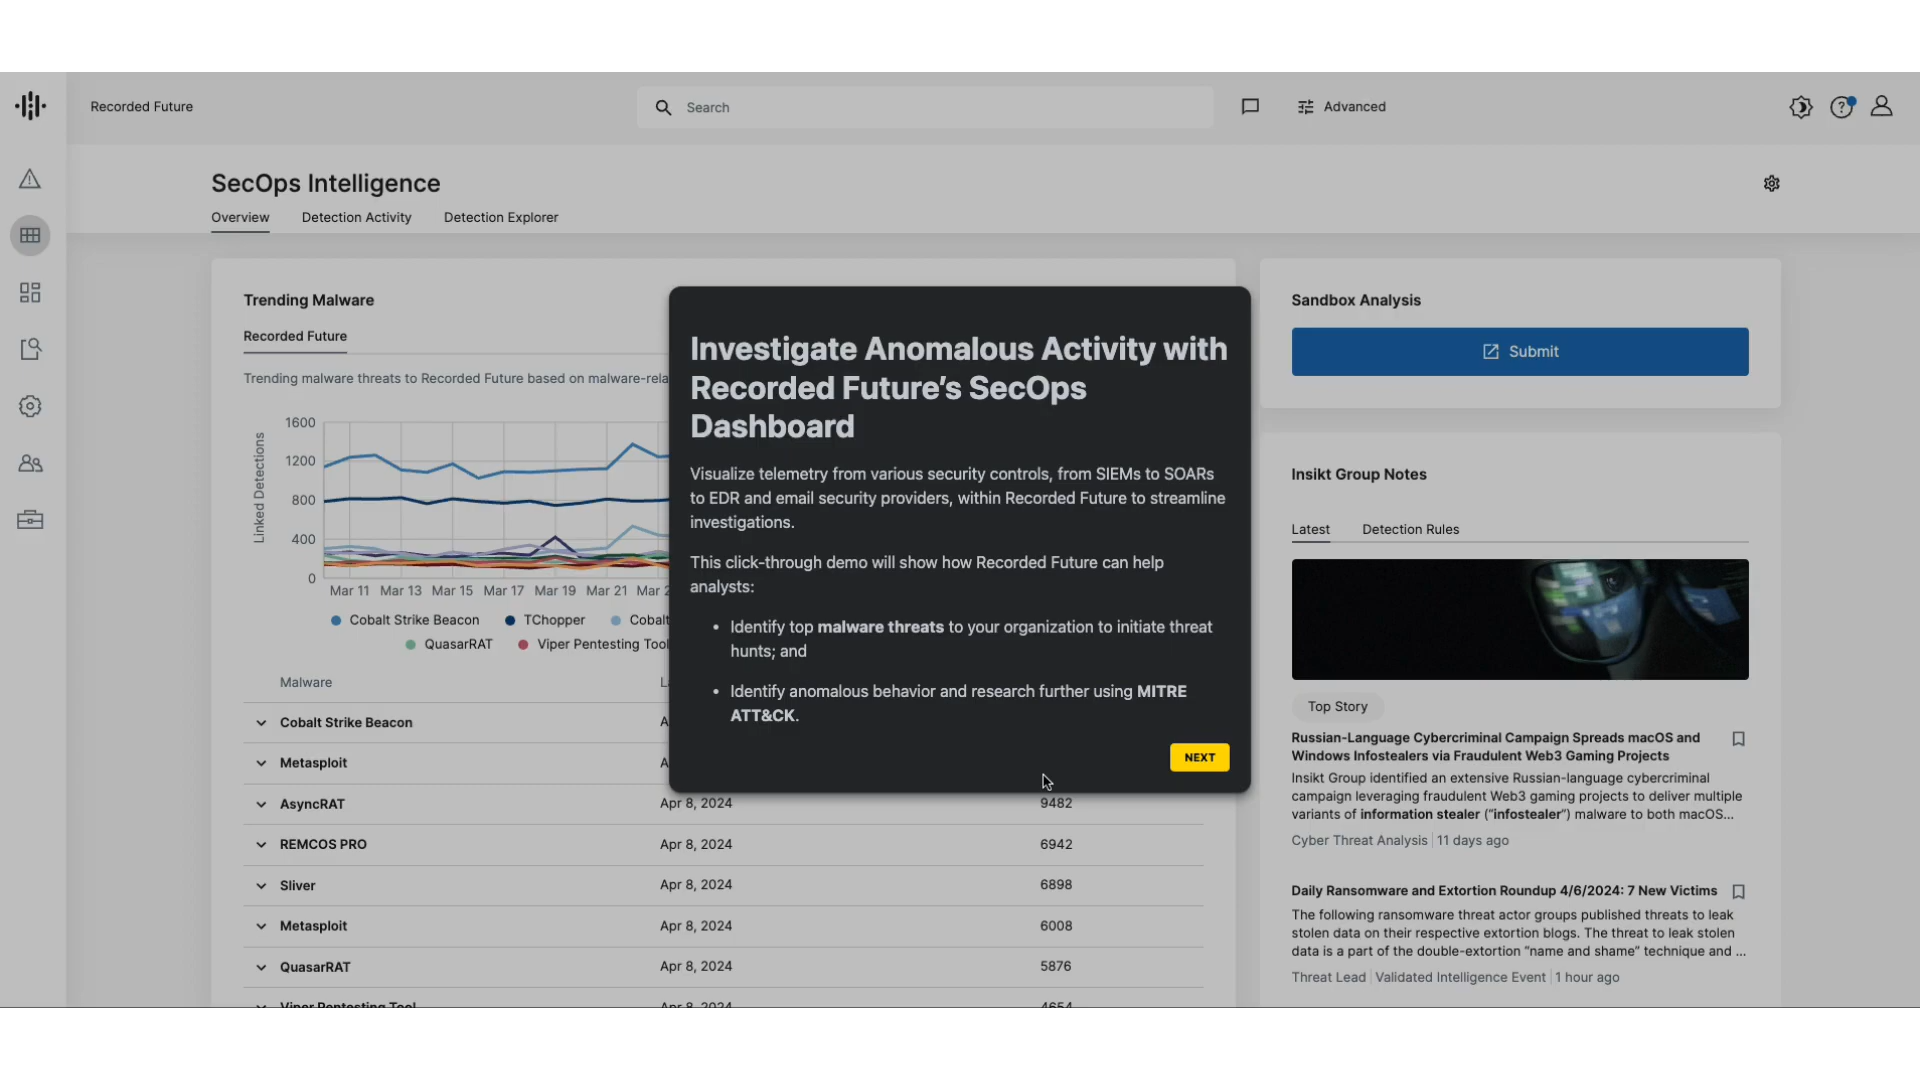 Recorded Future
Search
Advanced
SecOps Intelligence
Overview
Detection Activity
Detection Explorer
Trending Malware
Recorded Future
Trending malware threats to Recorded Future based on malware-rela
Linked Detections
1600
1200
800
400
0
Mar 11 Mar 13 Mar 15 Mar 17 Mar 19 Mar 21 Mar 2
Cobalt Strike Beacon TChopper Cobalt
QuasarRAT Viper Pentesting Tool
Malware
Cobalt Strike Beacon
Metasploit
AsyncRAT Apr 8, 2024 9482
REMCOS PRO Apr 8, 2024 6942
Sliver Apr 8, 2024 6898
Metasploit Apr 8, 2024 6008
QuasarRAT Apr 8, 2024 5876
Viper Pentesting Tool Apr 8, 2024 4654
Investigate Anomalous Activity with
Recorded Future’s SecOps
Dashboard
Visualize telemetry from various security controls, from SIEMs to SOARs
to EDR and email security providers, within Recorded Future to streamline
investigations.
This click-through demo will show how Recorded Future can help
analysts:
• Identify top malware threats to your organization to initiate threat
hunts; and
• Identify anomalous behavior and research further using MITRE
ATT&CK.
NEXT
Sandbox Analysis
Submit
Insikt Group Notes
Latest
Detection Rules
Top Story
Russian-Language Cybercriminal Campaign Spreads macOS and
Windows Infostealers via Fraudulent Web3 Gaming Projects
Insikt Group identified an extensive Russian-language cybercriminal
campaign leveraging fraudulent Web3 gaming projects to deliver multiple
variants of information stealer (“infostealer”) malware to both macOS...
Cyber Threat Analysis | 11 days ago
Daily Ransomware and Extortion Roundup 4/6/2024: 7 New Victims
The following ransomware threat actor groups published threats to leak
stolen data on their respective extortion blogs. The threat to leak stolen
data is a part of the double-extortion “name and shame” technique and ...
Threat Lead | Validated Intelligence Event | 1 hour ago